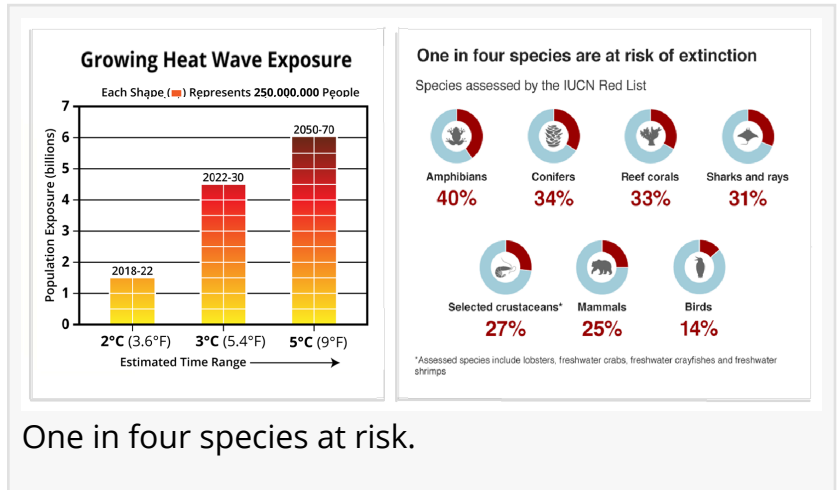 Growing Heat Wave Exposure
Each Shape ( ) Represents 250,000,000 People
Population Exposure (billions)
7
6
5
4
3
2
1
0
2018-22
2022-30
2050-70
2°C (3.6°F)
3°C (5.4°F)
5°C (9°F)
Estimated Time Range
One in four species are at risk of extinction
Species assessed by the IUCN Red List
Amphibians
40%
Conifers
34%
Reef corals
33%
Sharks and rays
31%
Selected crustaceans*
27%
Mammals
25%
Birds
14%
*Assessed species include lobsters, freshwater crabs, freshwater crayfishes and freshwater
shrimps
One in four species at risk.